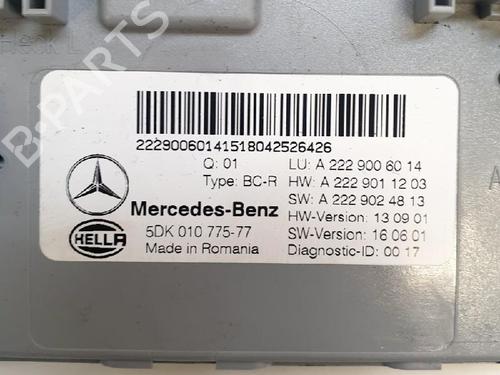 B-PARTS
22290060141518042526426
Q: 01
Type: BC-R
Mercedes-Benz
HELLA
5DK 010 775-77
Made in Romania
LU: A 222 900 60 14
HW: A 222 901 12 03
SW: A 222 902 48 13
HW-Version: 13 09 01
SW-Version: 16 06 01
Diagnostic-ID: 00 17